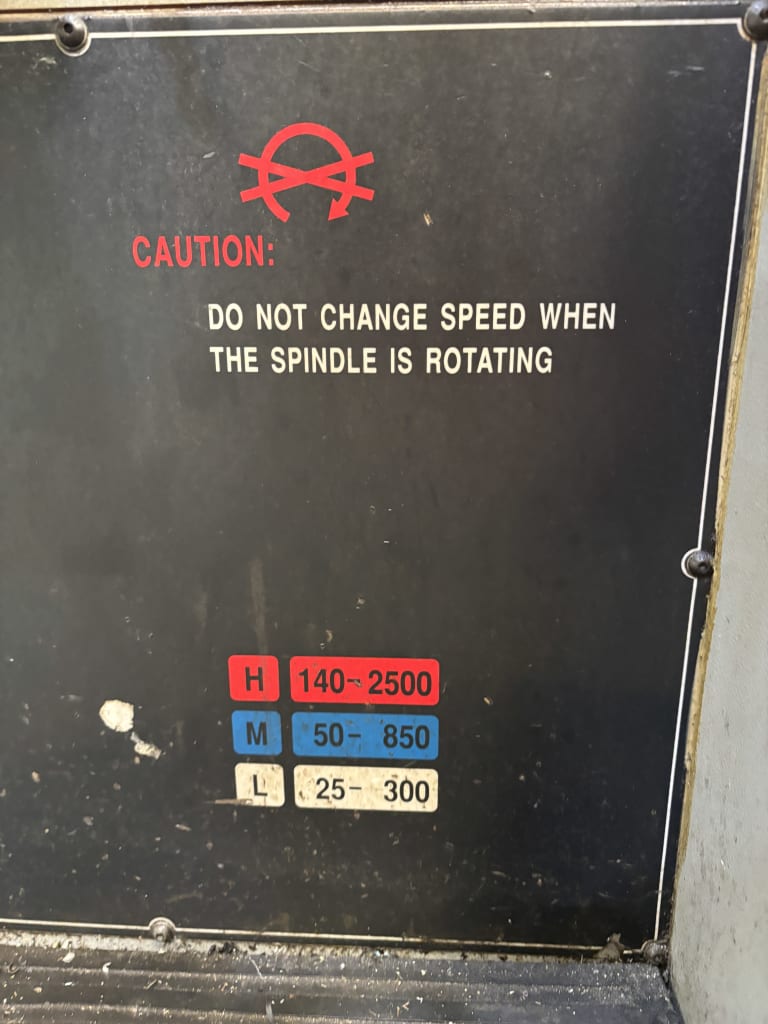 CAUTION:
DO NOT CHANGE SPEED WHEN
THE SPINDLE IS ROTATING
H 140-2500
M 50- 850
L 25- 300